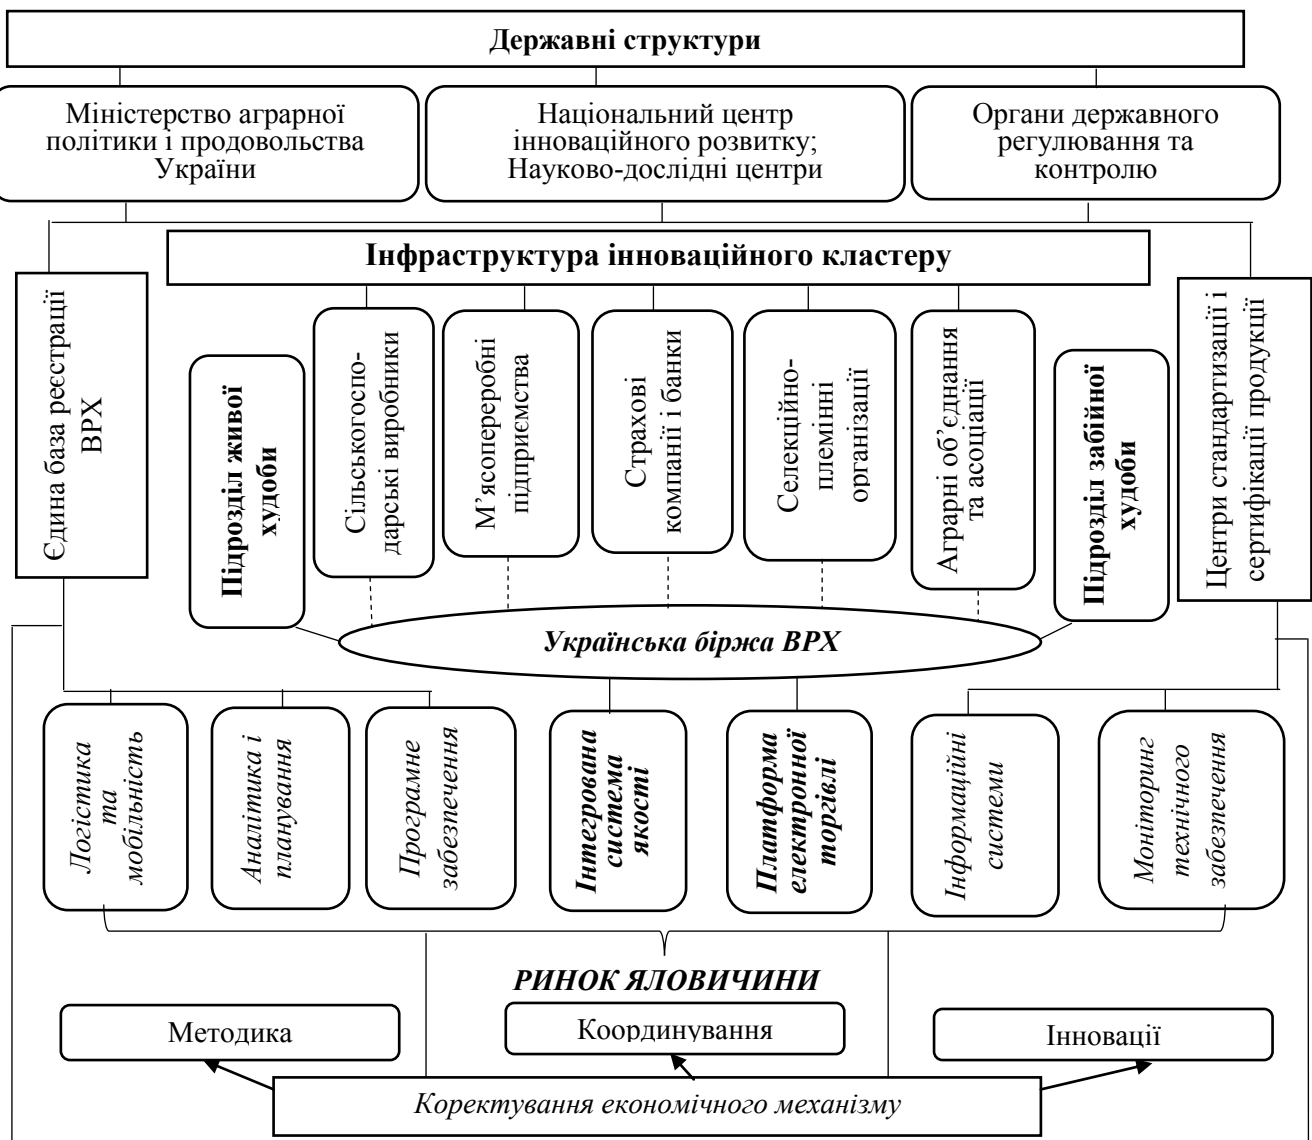 Державні структури
Міністерство аграрної
політики і продовольства
України
Національний центр
інноваційного розвитку;
Науково-дослідні центри
Органи державного
регулювання та
контролю
Інфраструктура інноваційного кластеру
Єдина база реєстрації
ВРХ
Підрозділ живої
худоби
Сільськогоспо-
дарські виробники
М’ясопереробні
підприємства
Страхові
компанії і банки
Селекційно-
племінні
організації
Аграрні об’єднання
та асоціації
Підрозділ забійної
худоби
Центри стандартизації і
сертифікації продукції
Українська біржа ВРХ
Логістика
та
мобільність
Аналітика і
планування
Програмне
забезпечення
Інтегрована
система
якості
Платформа
електронної
торгівлі
Інформаційні
системи
Моніторинг
технічного
забезпечення
РИНОК ЯЛОВИЧИНИ
Методика
Координування
Інновації
Коректування економічного механізму